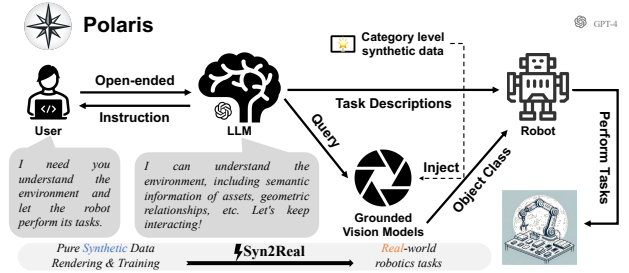 Polaris
GPT-4
Category level
synthetic data
Open-ended
Instruction
User
</>
LLM
Task Descriptions
Robot
Query
Inject
Object Class
Perform Tasks
Grounded
Vision Models
I need you
understand the
environment and
let the robot
perform its tasks.
I can understand the
environment, including semantic
information of assets, geometric
relationships, etc. Let's keep
interacting!
Pure Synthetic Data
Rendering & Training
Syn2Real
Real-world
robotics tasks